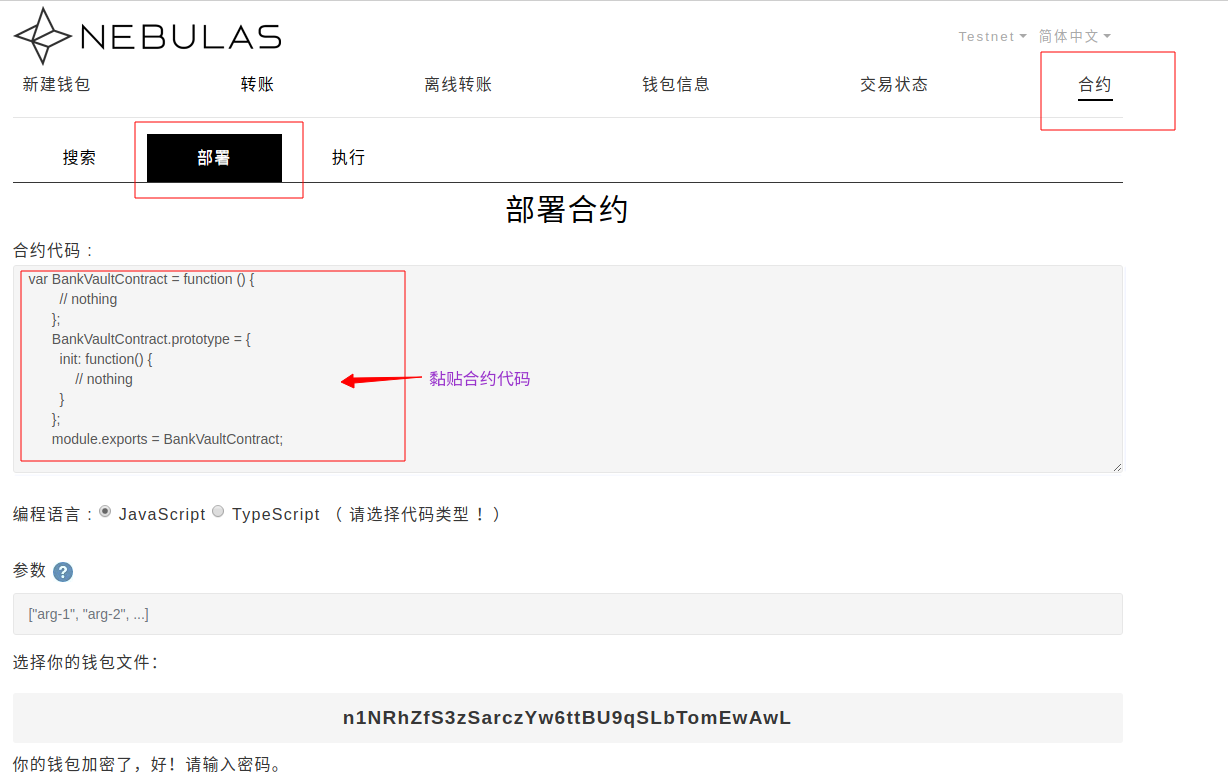 NEBULAS
Testnet 简体中文
新建钱包 转账 离线转账 钱包信息 交易状态 合约
搜索 部署 执行
部署合约
合约代码 :
var BankVaultContract = function () {
// nothing
};
BankVaultContract.prototype = {
init: function() {
// nothing
}
};
module.exports = BankVaultContract;
黏贴合约代码
编程语言 : JavaScript TypeScript （ 请选择代码类型 ！ ）
参数 ?
["arg-1", "arg-2", ...]
选择你的钱包文件：
n1NRhZfS3zSarczYw6ttBU9qSLbTomEwAwL
你的钱包加密了，好！请输入密码。